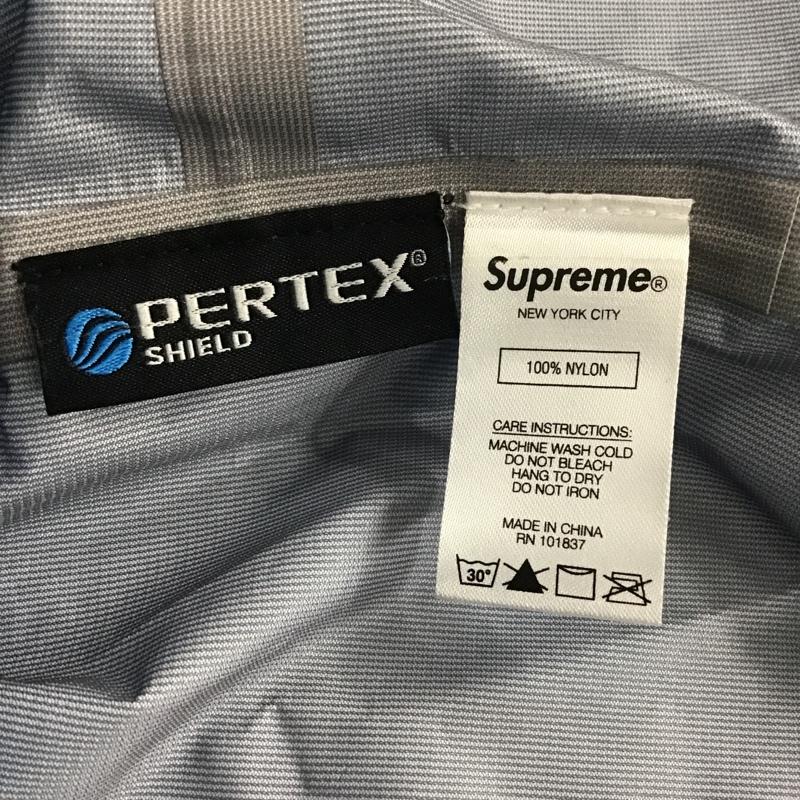 PERTEX®
SHIELD
Supreme®
NEW YORK CITY
100% NYLON
CARE INSTRUCTIONS:
MACHINE WASH COLD
DO NOT BLEACH
HANG TO DRY
DO NOT IRON
MADE IN CHINA
RN 101837
30°